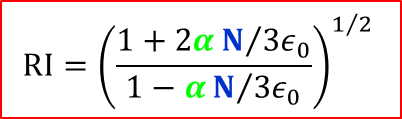 RI = ((1 + 2α N/3ϵ₀)/(1 − α N/3ϵ₀))^{1/2}